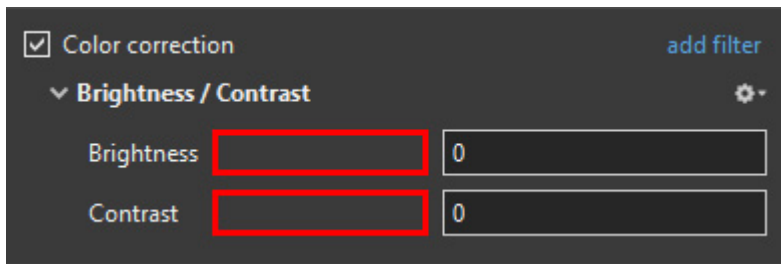 Color correction add filter
Brightness / Contrast
Brightness 0
Contrast 0